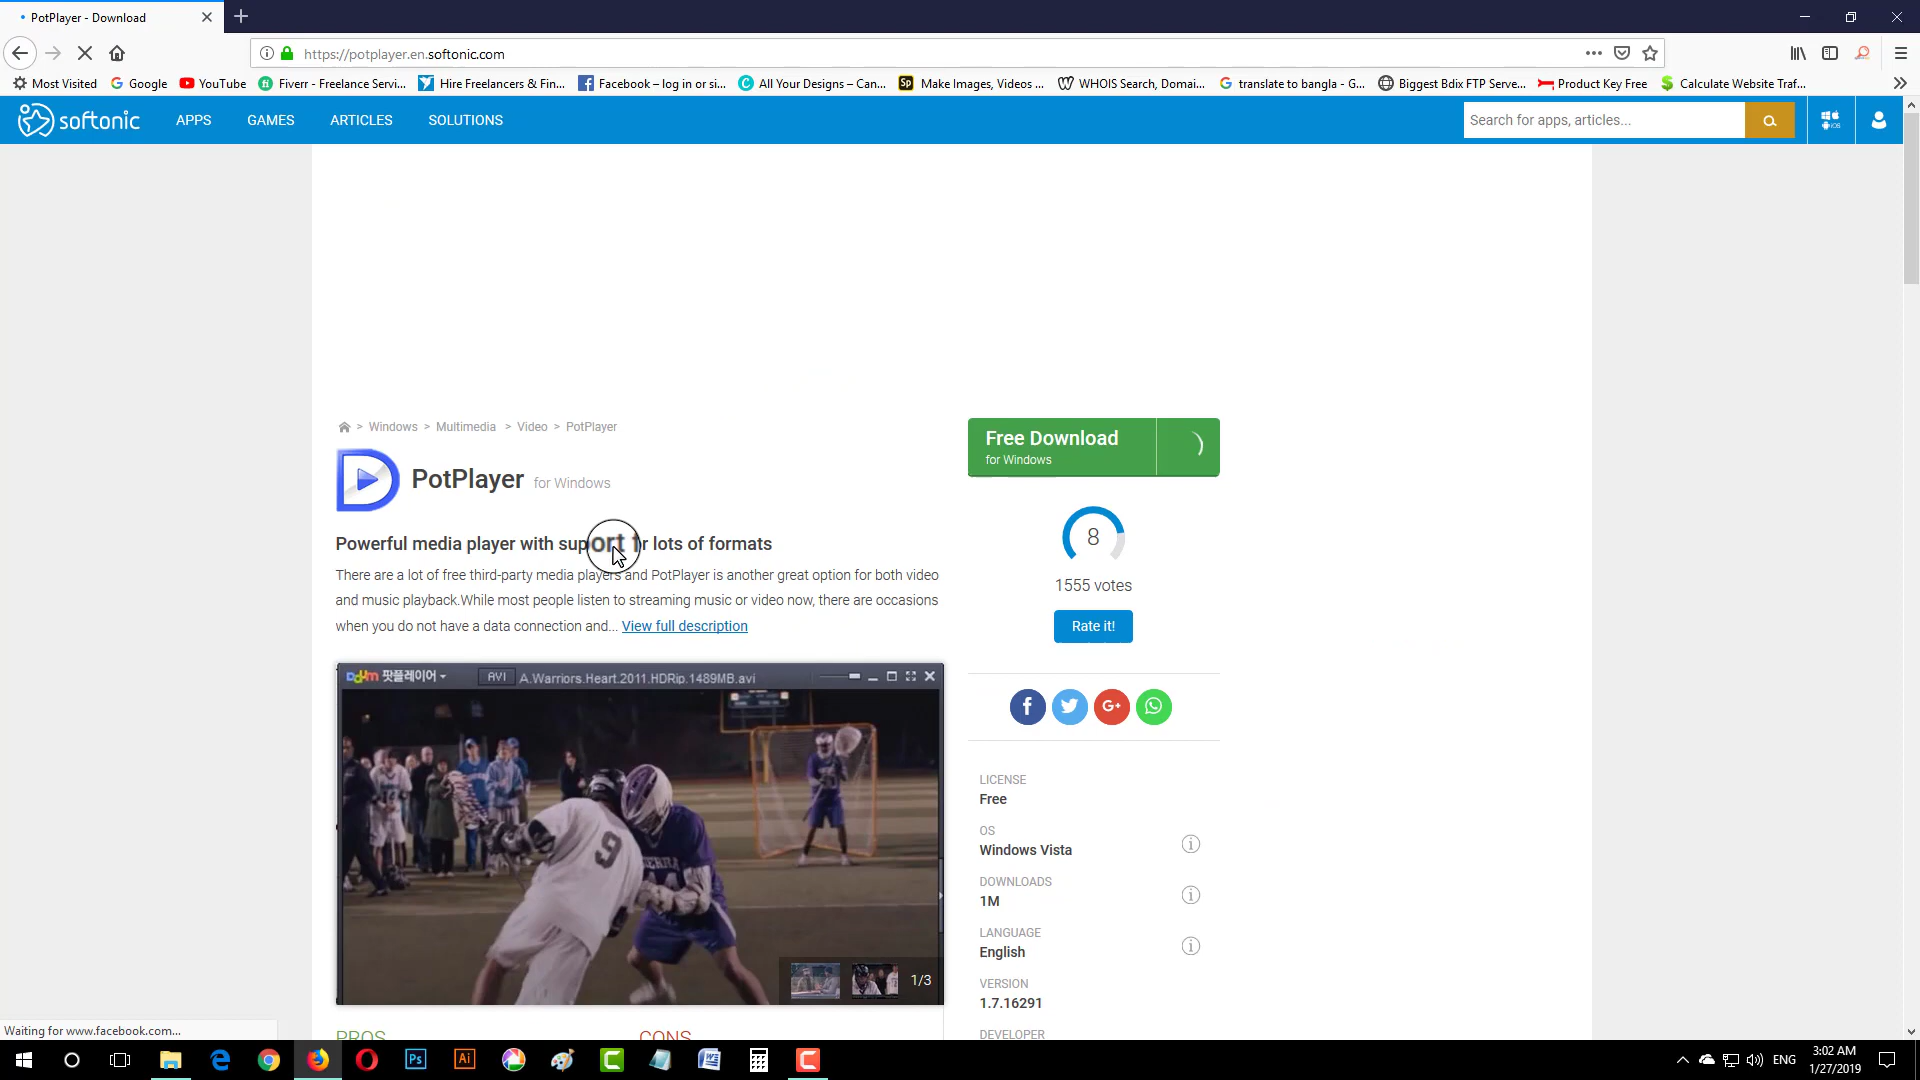 PotPlayer - Download
https://potplayer.en.softonic.com
Most Visited Google YouTube Fiverr - Freelance Servi... Hire Freelancers & Fin... Facebook – log in or si... All Your Designs – Can... Make Images, Videos ... WHOIS Search, Domai... translate to bangla - G... Biggest Bdix FTP Serve... Product Key Free Calculate Website Traf...
softonic APPS GAMES ARTICLES SOLUTIONS Search for apps, articles...
> Windows > Multimedia > Video > PotPlayer
Free Download
for Windows
PotPlayer for Windows
8
1555 votes
Rate it!
Powerful media player with support for lots of formats
There are a lot of free third-party media players and PotPlayer is another great option for both video
and music playback.While most people listen to streaming music or video now, there are occasions
when you do not have a data connection and... View full description
Daum 팟플레이어 AVI A.Warriors.Heart.2011.HDRip.1489MB.avi
9
1/3
LICENSE
Free
OS
Windows Vista
DOWNLOADS
1M
LANGUAGE
English
VERSION
1.7.16291
DEVELOPER
PROS CONS
Waiting for www.facebook.com...
ENG
3:02 AM
1/27/2019